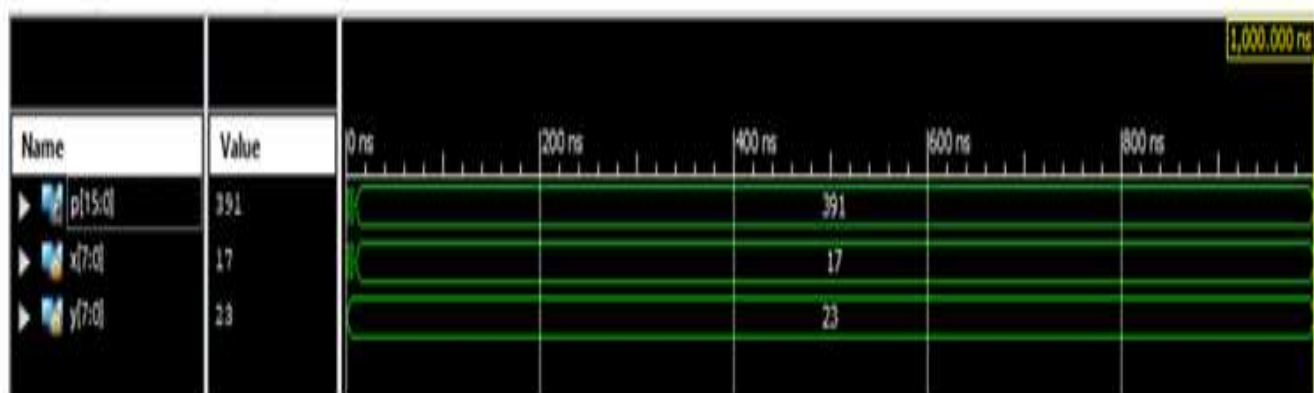 1,000.000 ns
Name Value 0 ns 200 ns 400 ns 600 ns 800 ns
p[15:0] 391 391
x[7:0] 17 17
y[7:0] 23 23